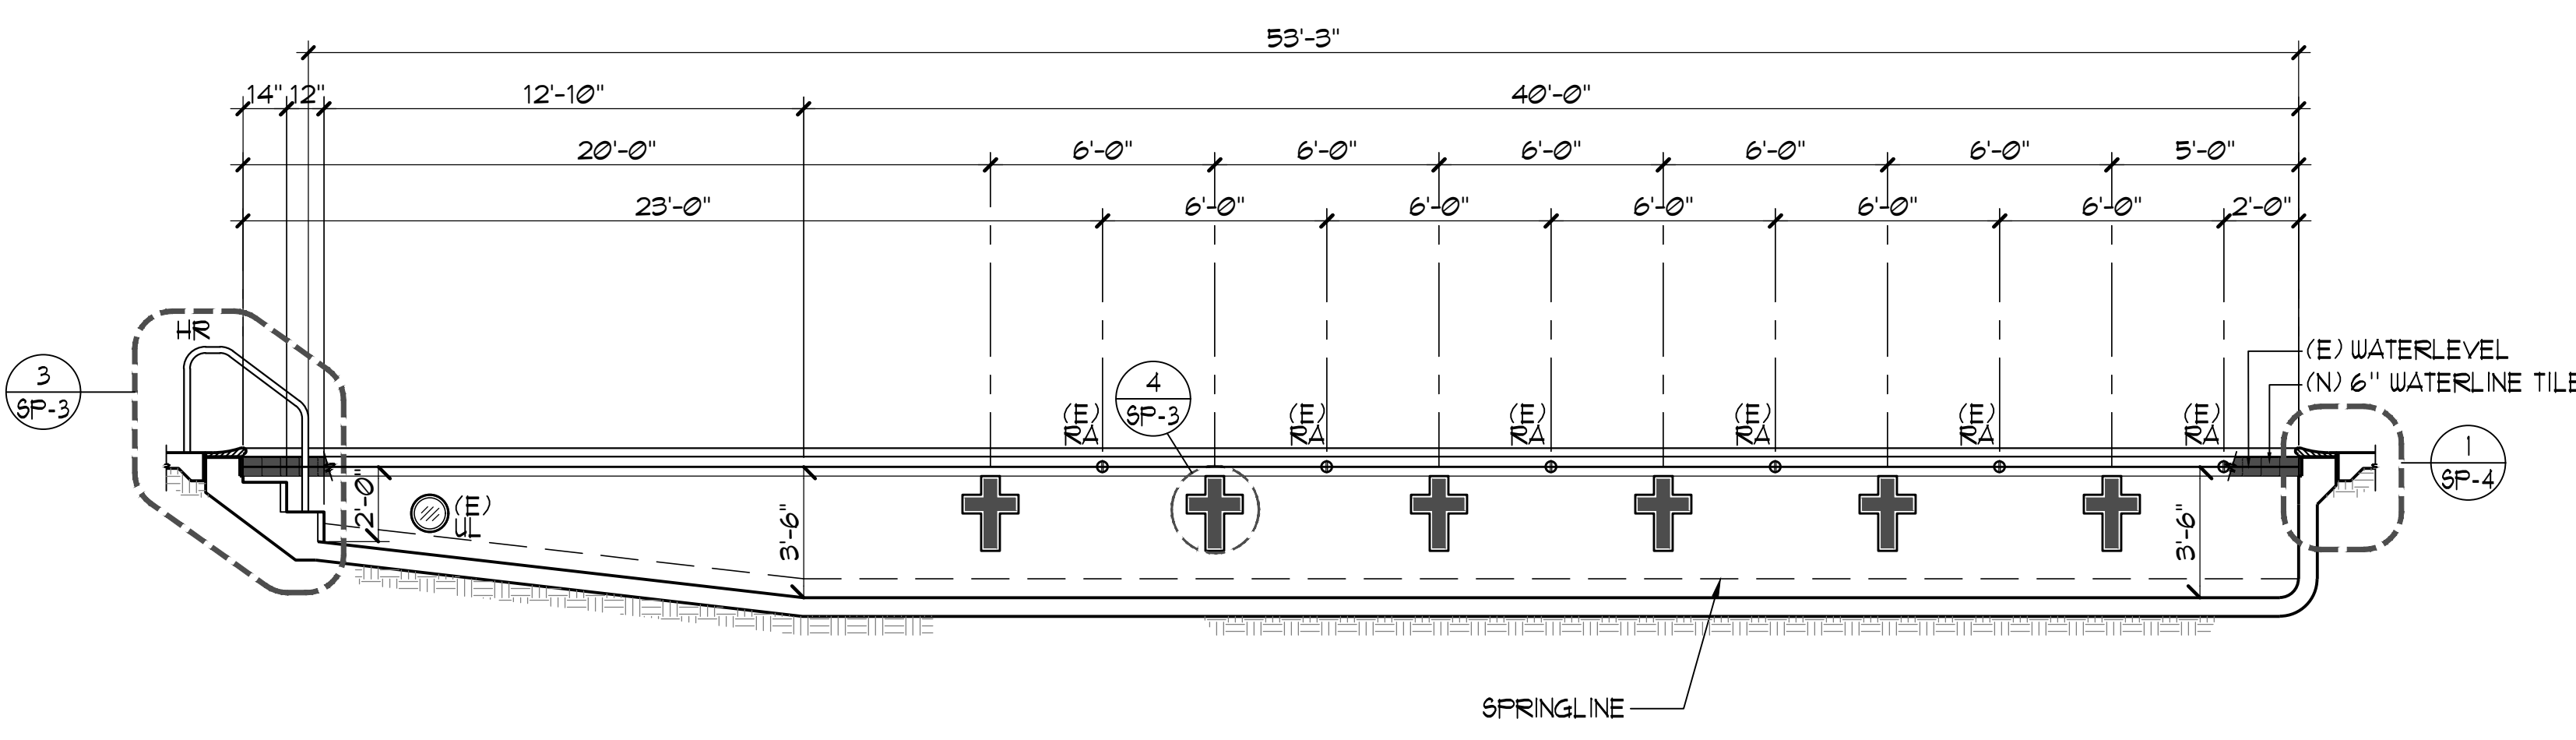 53'-3"
14" 12" 12'-10" 40'-0"
20'-0" 6'-0" 6'-0" 6'-0" 6'-0" 6'-0" 5'-0"
23'-0" 6'-0" 6'-0" 6'-0" 6'-0" 6'-0" 2'-0"
HR
3
SP-3
4
SP-3
(E) WATERLEVEL
(N) 6" WATERLINE TILE
(E)
RA
(E)
RA
(E)
RA
(E)
RA
(E)
RA
(E)
RA
1
SP-4
2'-0"
(E)
UL
3'-6"
3'-6"
SPRINGLINE